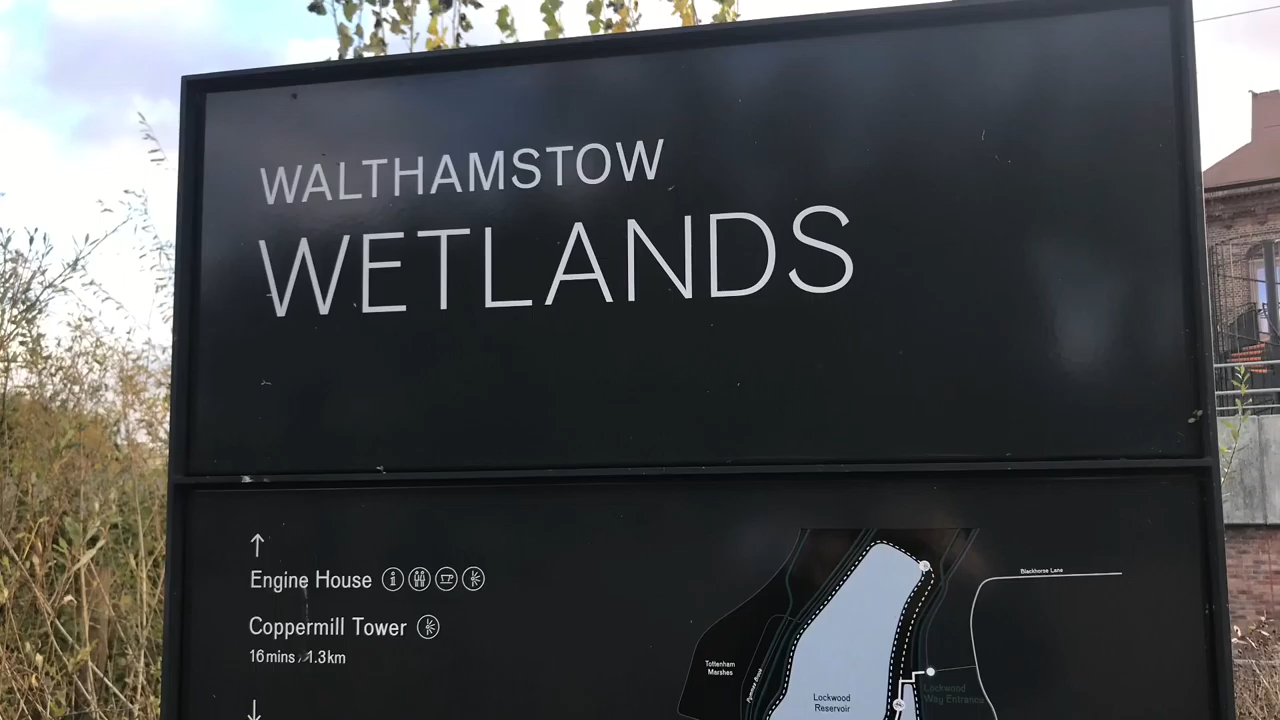 WALTHAMSTOW
WETLANDS
↑
Engine House
Coppermill Tower
16mins / 1.3km
↓
Blackhorse Lane
Tottenham
Marshes
Lockwood
Reservoir
Lockwood
Way Entrance